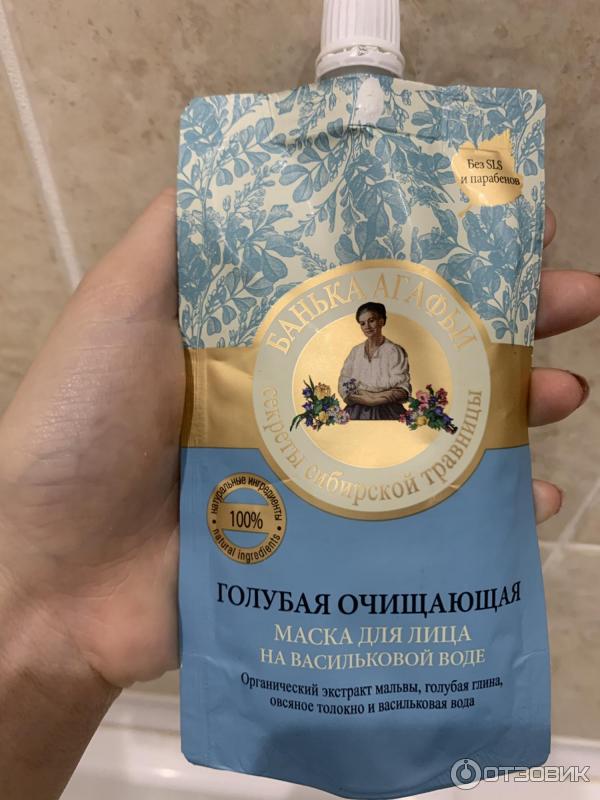 Без SLS
и парабенов
БАНЬКА АГАФЬИ
секреты сибирской травницы
натуральные ингредиенты
100%
natural ingredients
ГОЛУБАЯ ОЧИЩАЮЩАЯ
МАСКА ДЛЯ ЛИЦА
НА ВАСИЛЬКОВОЙ ВОДЕ
Органический экстракт мальвы, голубая глина,
овсяное толокно и васильковая вода
ОТЗОВИК